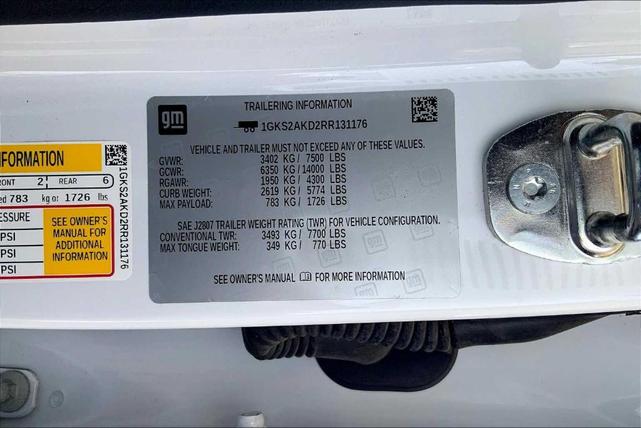 gm
TRAILERING INFORMATION
1GKS2AKD2RR131176
VEHICLE AND TRAILER MUST NOT EXCEED ANY OF THESE VALUES.
GVWR: 3402 KG / 7500 LBS
GCWR: 6350 KG / 14000 LBS
RGAWR: 1950 KG / 4300 LBS
CURB WEIGHT: 2619 KG / 5774 LBS
MAX PAYLOAD: 783 KG / 1726 LBS
SAE J2807 TRAILER WEIGHT RATING (TWR) FOR VEHICLE CONFIGURATION.
CONVENTIONAL TWR: 3493 KG / 7700 LBS
MAX TONGUE WEIGHT: 349 KG / 770 LBS
SEE OWNER'S MANUAL FOR MORE INFORMATION
INFORMATION
FRONT 2 REAR 6
ed 783 kg or 1726 lbs
PRESSURE
PSI
PSI
PSI
SEE OWNER'S
MANUAL FOR
ADDITIONAL
INFORMATION
1GKS2AKD2RR131176